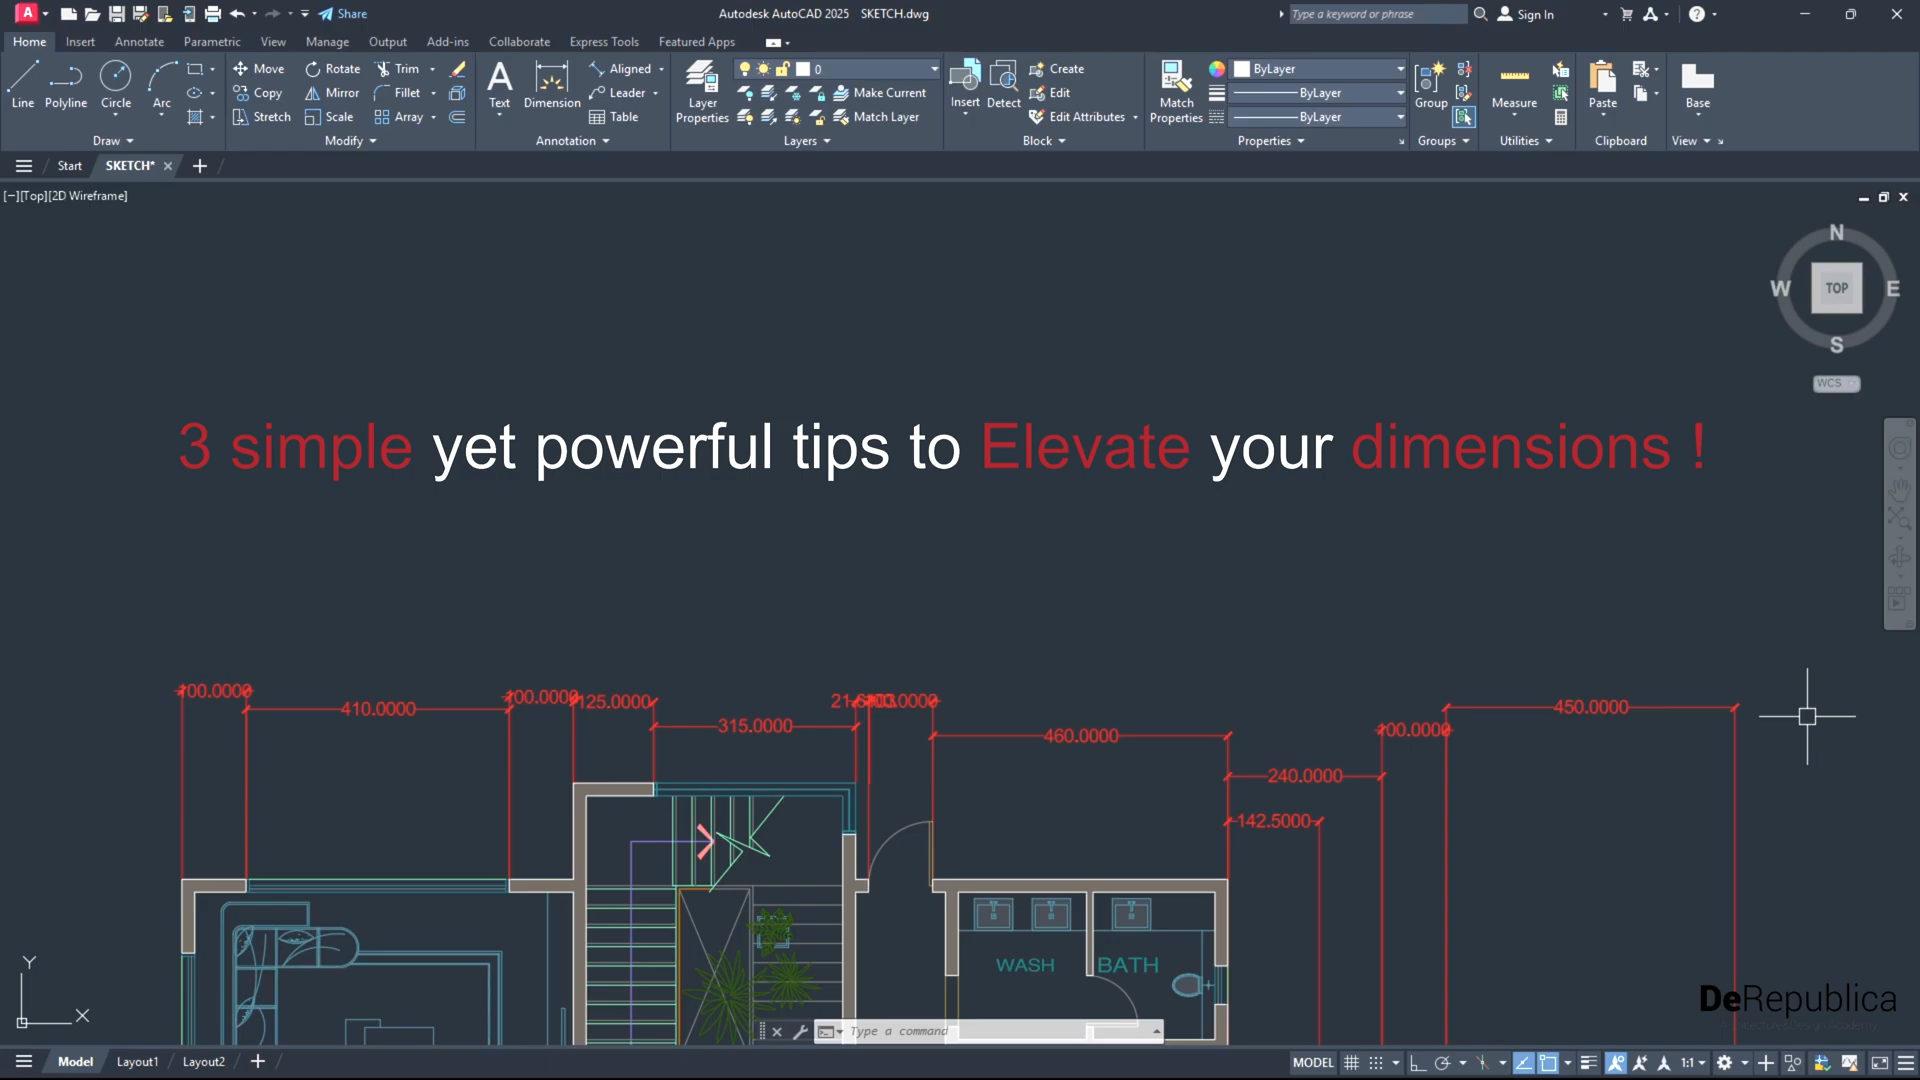 Share
Autodesk AutoCAD 2025 SKETCH.dwg
Type a keyword or phrase
Sign In
Home Insert Annotate Parametric View Manage Output Add-ins Collaborate Express Tools Featured Apps
Line Polyline Circle Arc
Draw
Move Rotate Trim
Copy Mirror Fillet
Stretch Scale Array
Modify
Text Dimension
Aligned
Leader
Table
Annotation
Layer Properties
0
Make Current
Match Layer
Layers
Insert Detect
Create
Edit
Edit Attributes
Block
Match Properties
ByLayer
ByLayer
ByLayer
Properties
Group
Groups
Measure
Utilities
Paste
Clipboard
Base
View
Start SKETCH*
[−][Top][2D Wireframe]
N
W TOP E
S
WCS
3 simple yet powerful tips to Elevate your dimensions !
410.0000
125.0000
315.0000
460.0000
240.0000
142.5000
450.0000
WASH BATH
Y
X
DeRepublica
Type a command
Model Layout1 Layout2
MODEL 1:1